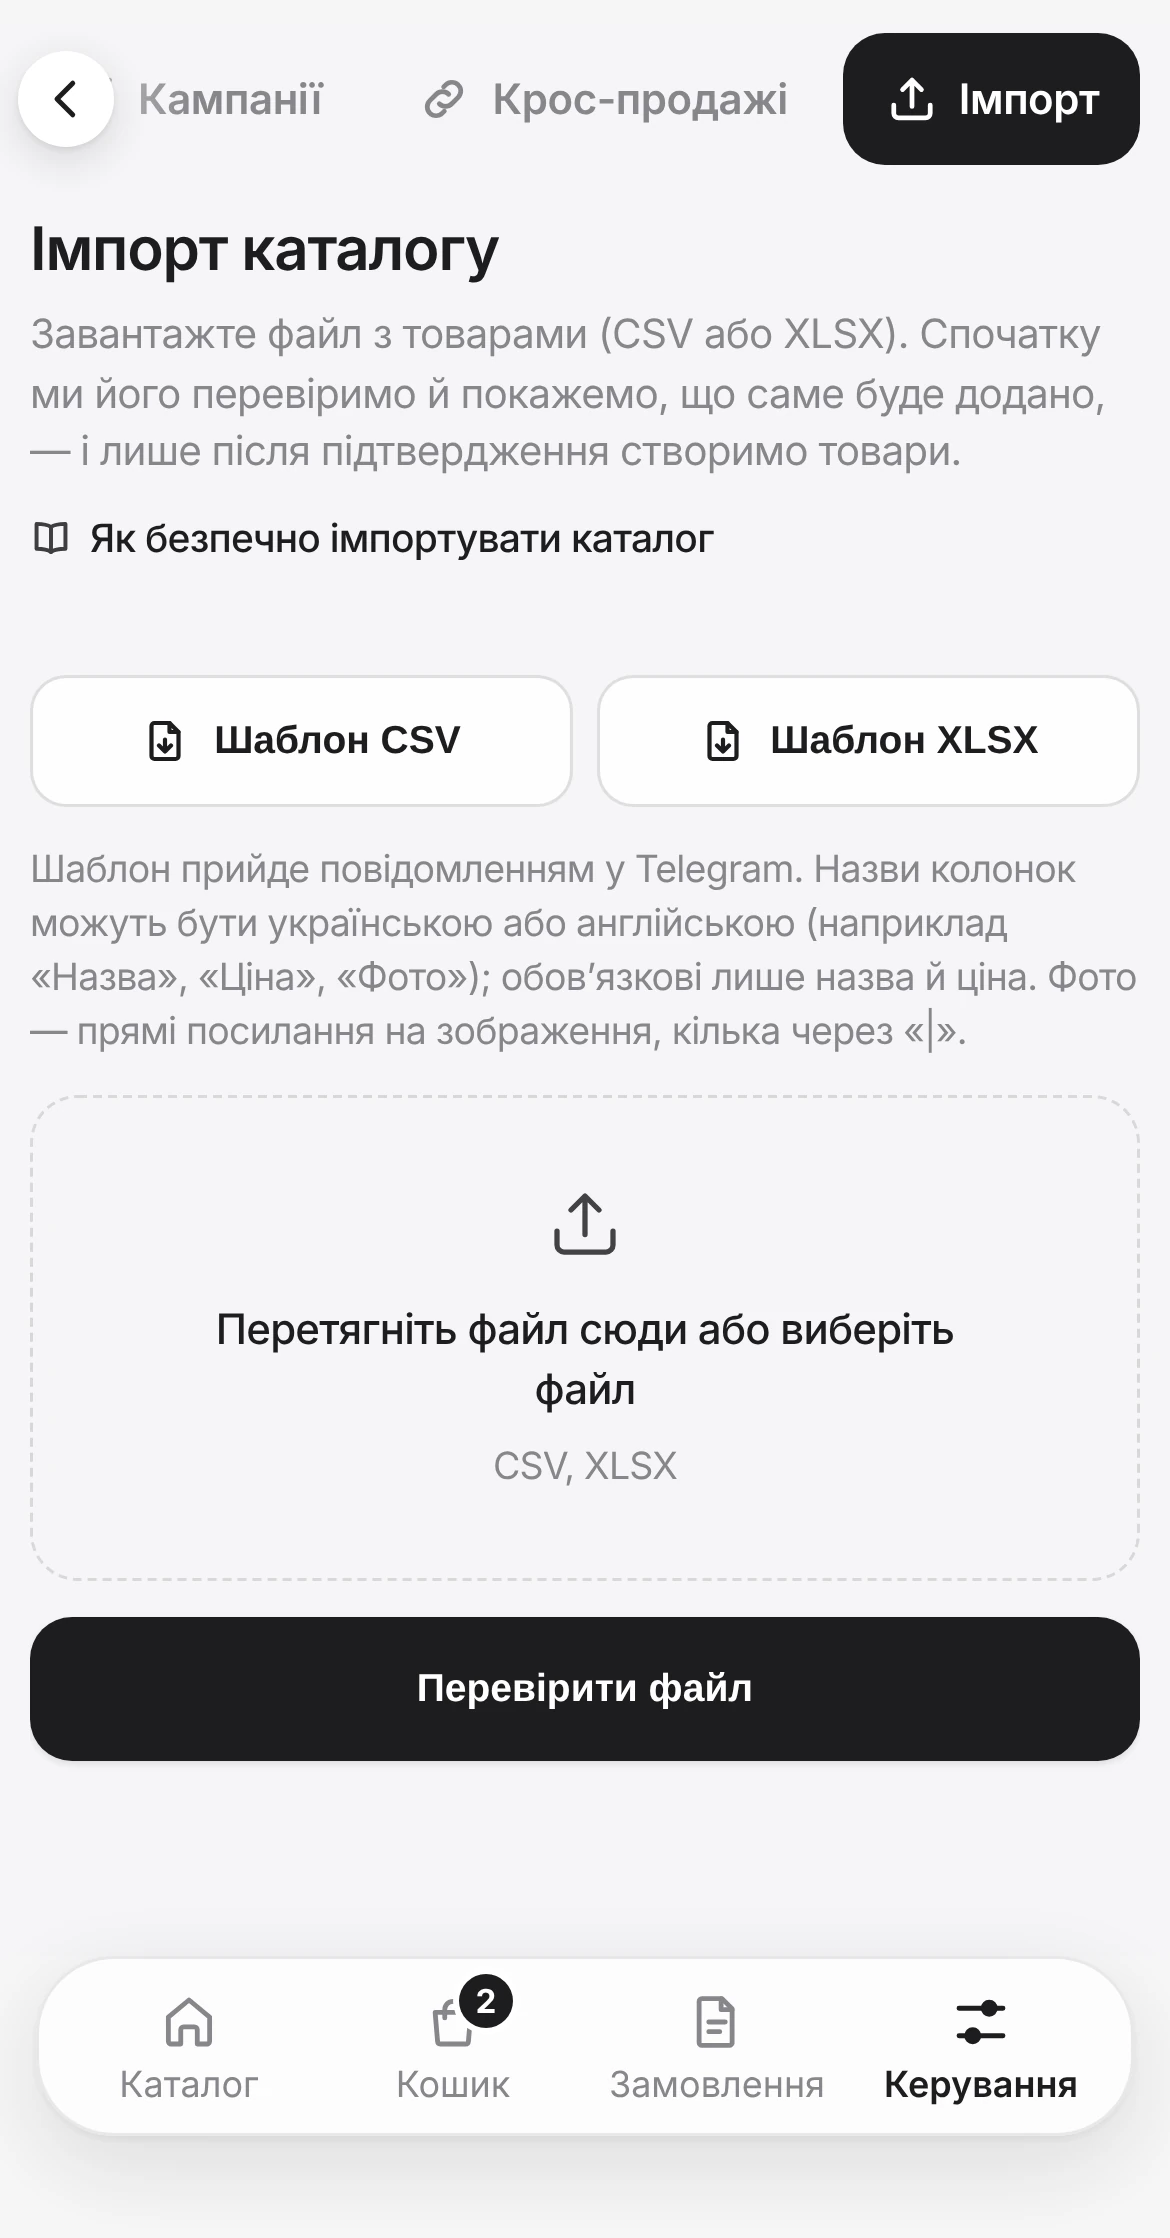 Кампанії
Крос-продажі
Імпорт
Імпорт каталогу
Завантажте файл з товарами (CSV або XLSX). Спочатку
ми його перевіримо й покажемо, що саме буде додано,
— і лише після підтвердження створимо товари.
Як безпечно імпортувати каталог
Шаблон CSV
Шаблон XLSX
Шаблон прийде повідомленням у Telegram. Назви колонок
можуть бути українською або англійською (наприклад
«Назва», «Ціна», «Фото»); обов’язкові лише назва й ціна. Фото
— прямі посилання на зображення, кілька через «|».
Перетягніть файл сюди або виберіть
файл
CSV, XLSX
Перевірити файл
2
Каталог
Кошик
Замовлення
Керування